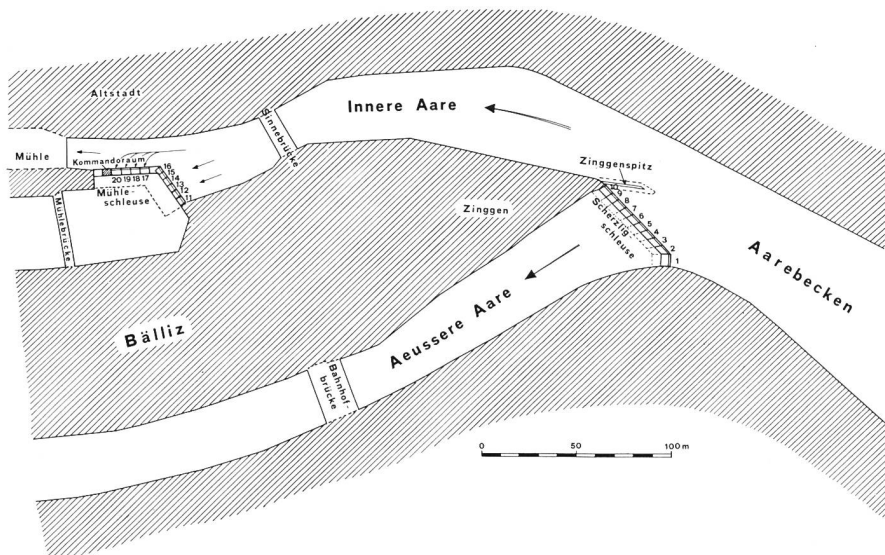 Altstadt
Sinnebrücke
Innere Aare
Mühle
Kommandoraum
16
15
14
13
12
11
20 19 18 17
Mühle-
schleuse
Mühlebrücke
Zinggenspitz
Zinggen
10
9
8
7
6
5
4
3
2
1
Scherzlig
schleuse
Aarebecken
Bälliz
Aeussere Aare
Bahnhof-
brücke
0 50 100 m